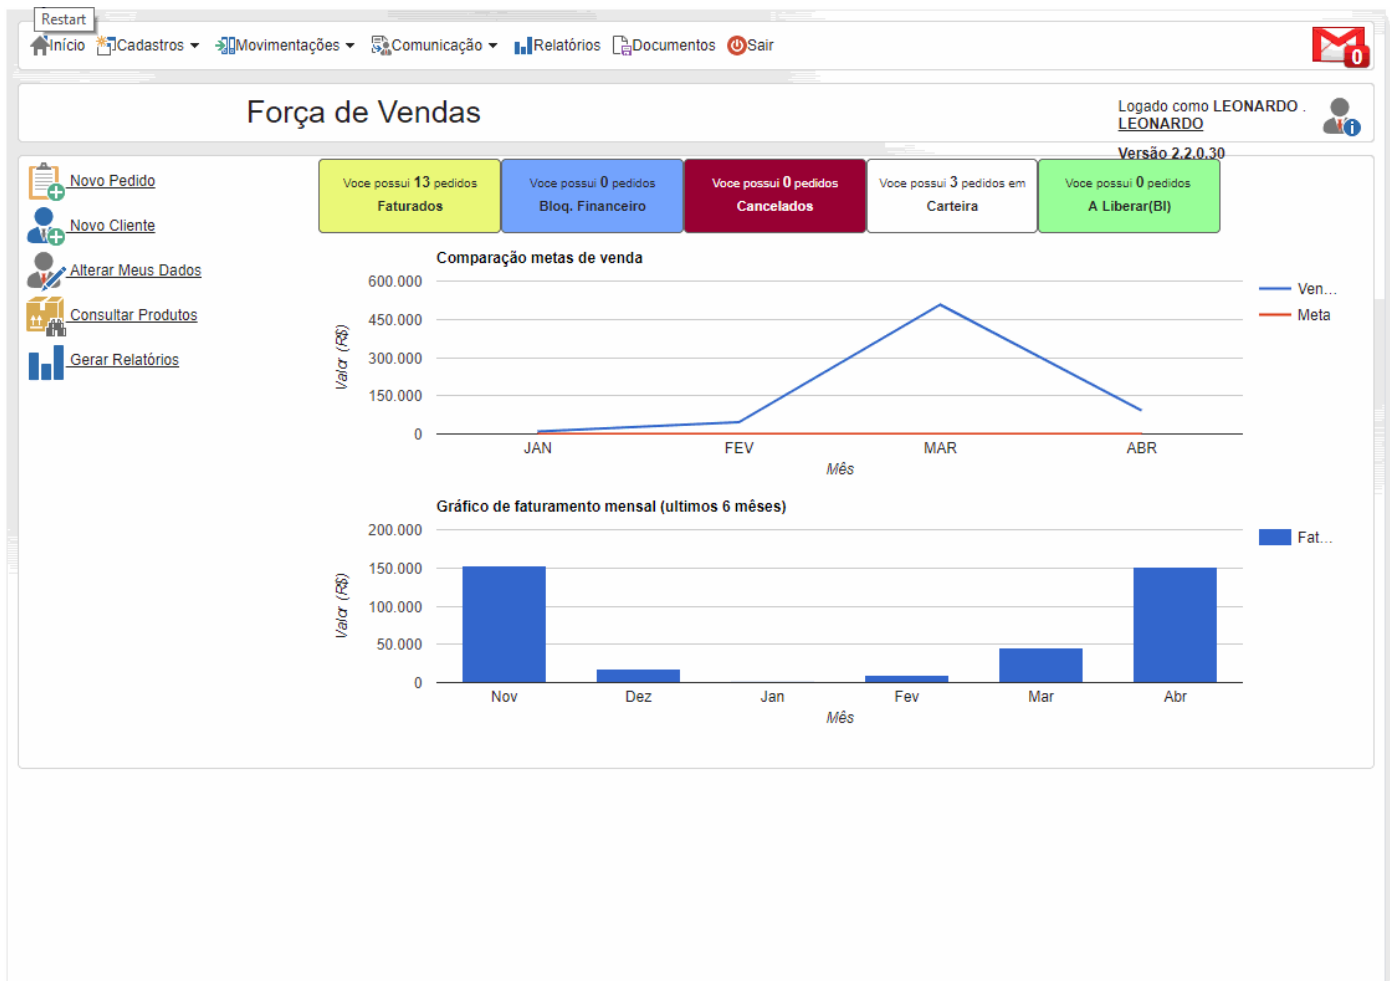 Restart
Início Cadastros Movimentações Comunicação Relatórios Documentos Sair
0
Força de Vendas
Logado como LEONARDO .
LEONARDO
Versão 2.2.0.30
Novo Pedido
Novo Cliente
Alterar Meus Dados
Consultar Produtos
Gerar Relatórios
Voce possui 13 pedidos
Faturados
Voce possui 0 pedidos
Bloq. Financeiro
Voce possui 0 pedidos
Cancelados
Voce possui 3 pedidos em
Carteira
Voce possui 0 pedidos
A Liberar(BI)
Comparação metas de venda
600.000
450.000
300.000
150.000
0
Valor (R$)
JAN FEV MAR ABR
Mês
Ven...
Meta
Gráfico de faturamento mensal (ultimos 6 mêses)
200.000
150.000
100.000
50.000
0
Valor (R$)
Nov Dez Jan Fev Mar Abr
Mês
Fat...